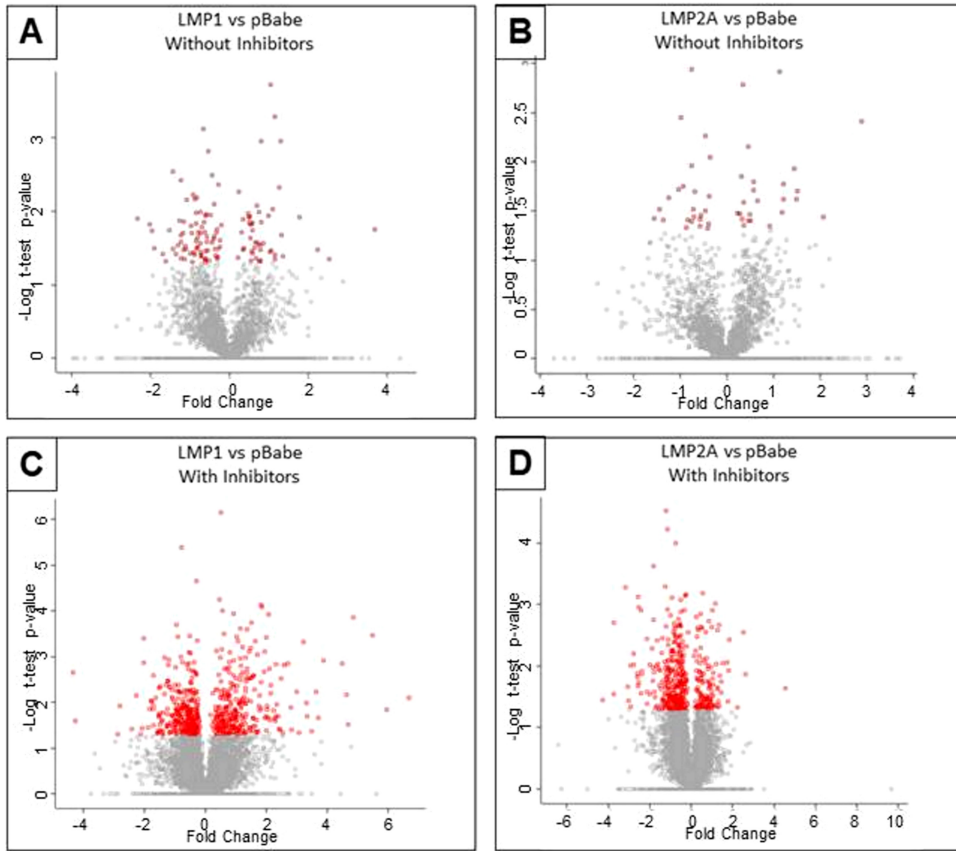 A
LMP1 vs pBabe
Without Inhibitors
-Log t-test p-value
3
2
1
0
-4
-2
0
2
4
Fold Change
B
LMP2A vs pBabe
Without Inhibitors
-Log t-test p-value
3
2.5
2
1.5
1
0.5
0
-4
-3
-2
-1
0
1
2
3
4
Fold Change
C
LMP1 vs pBabe
With Inhibitors
-Log t-test p-value
6
5
4
3
2
1
0
-4
-2
0
2
4
6
Fold Change
D
LMP2A vs pBabe
With Inhibitors
-Log t-test p-value
4
3
2
1
0
-6
-4
-2
0
2
4
6
8
10
Fold Change